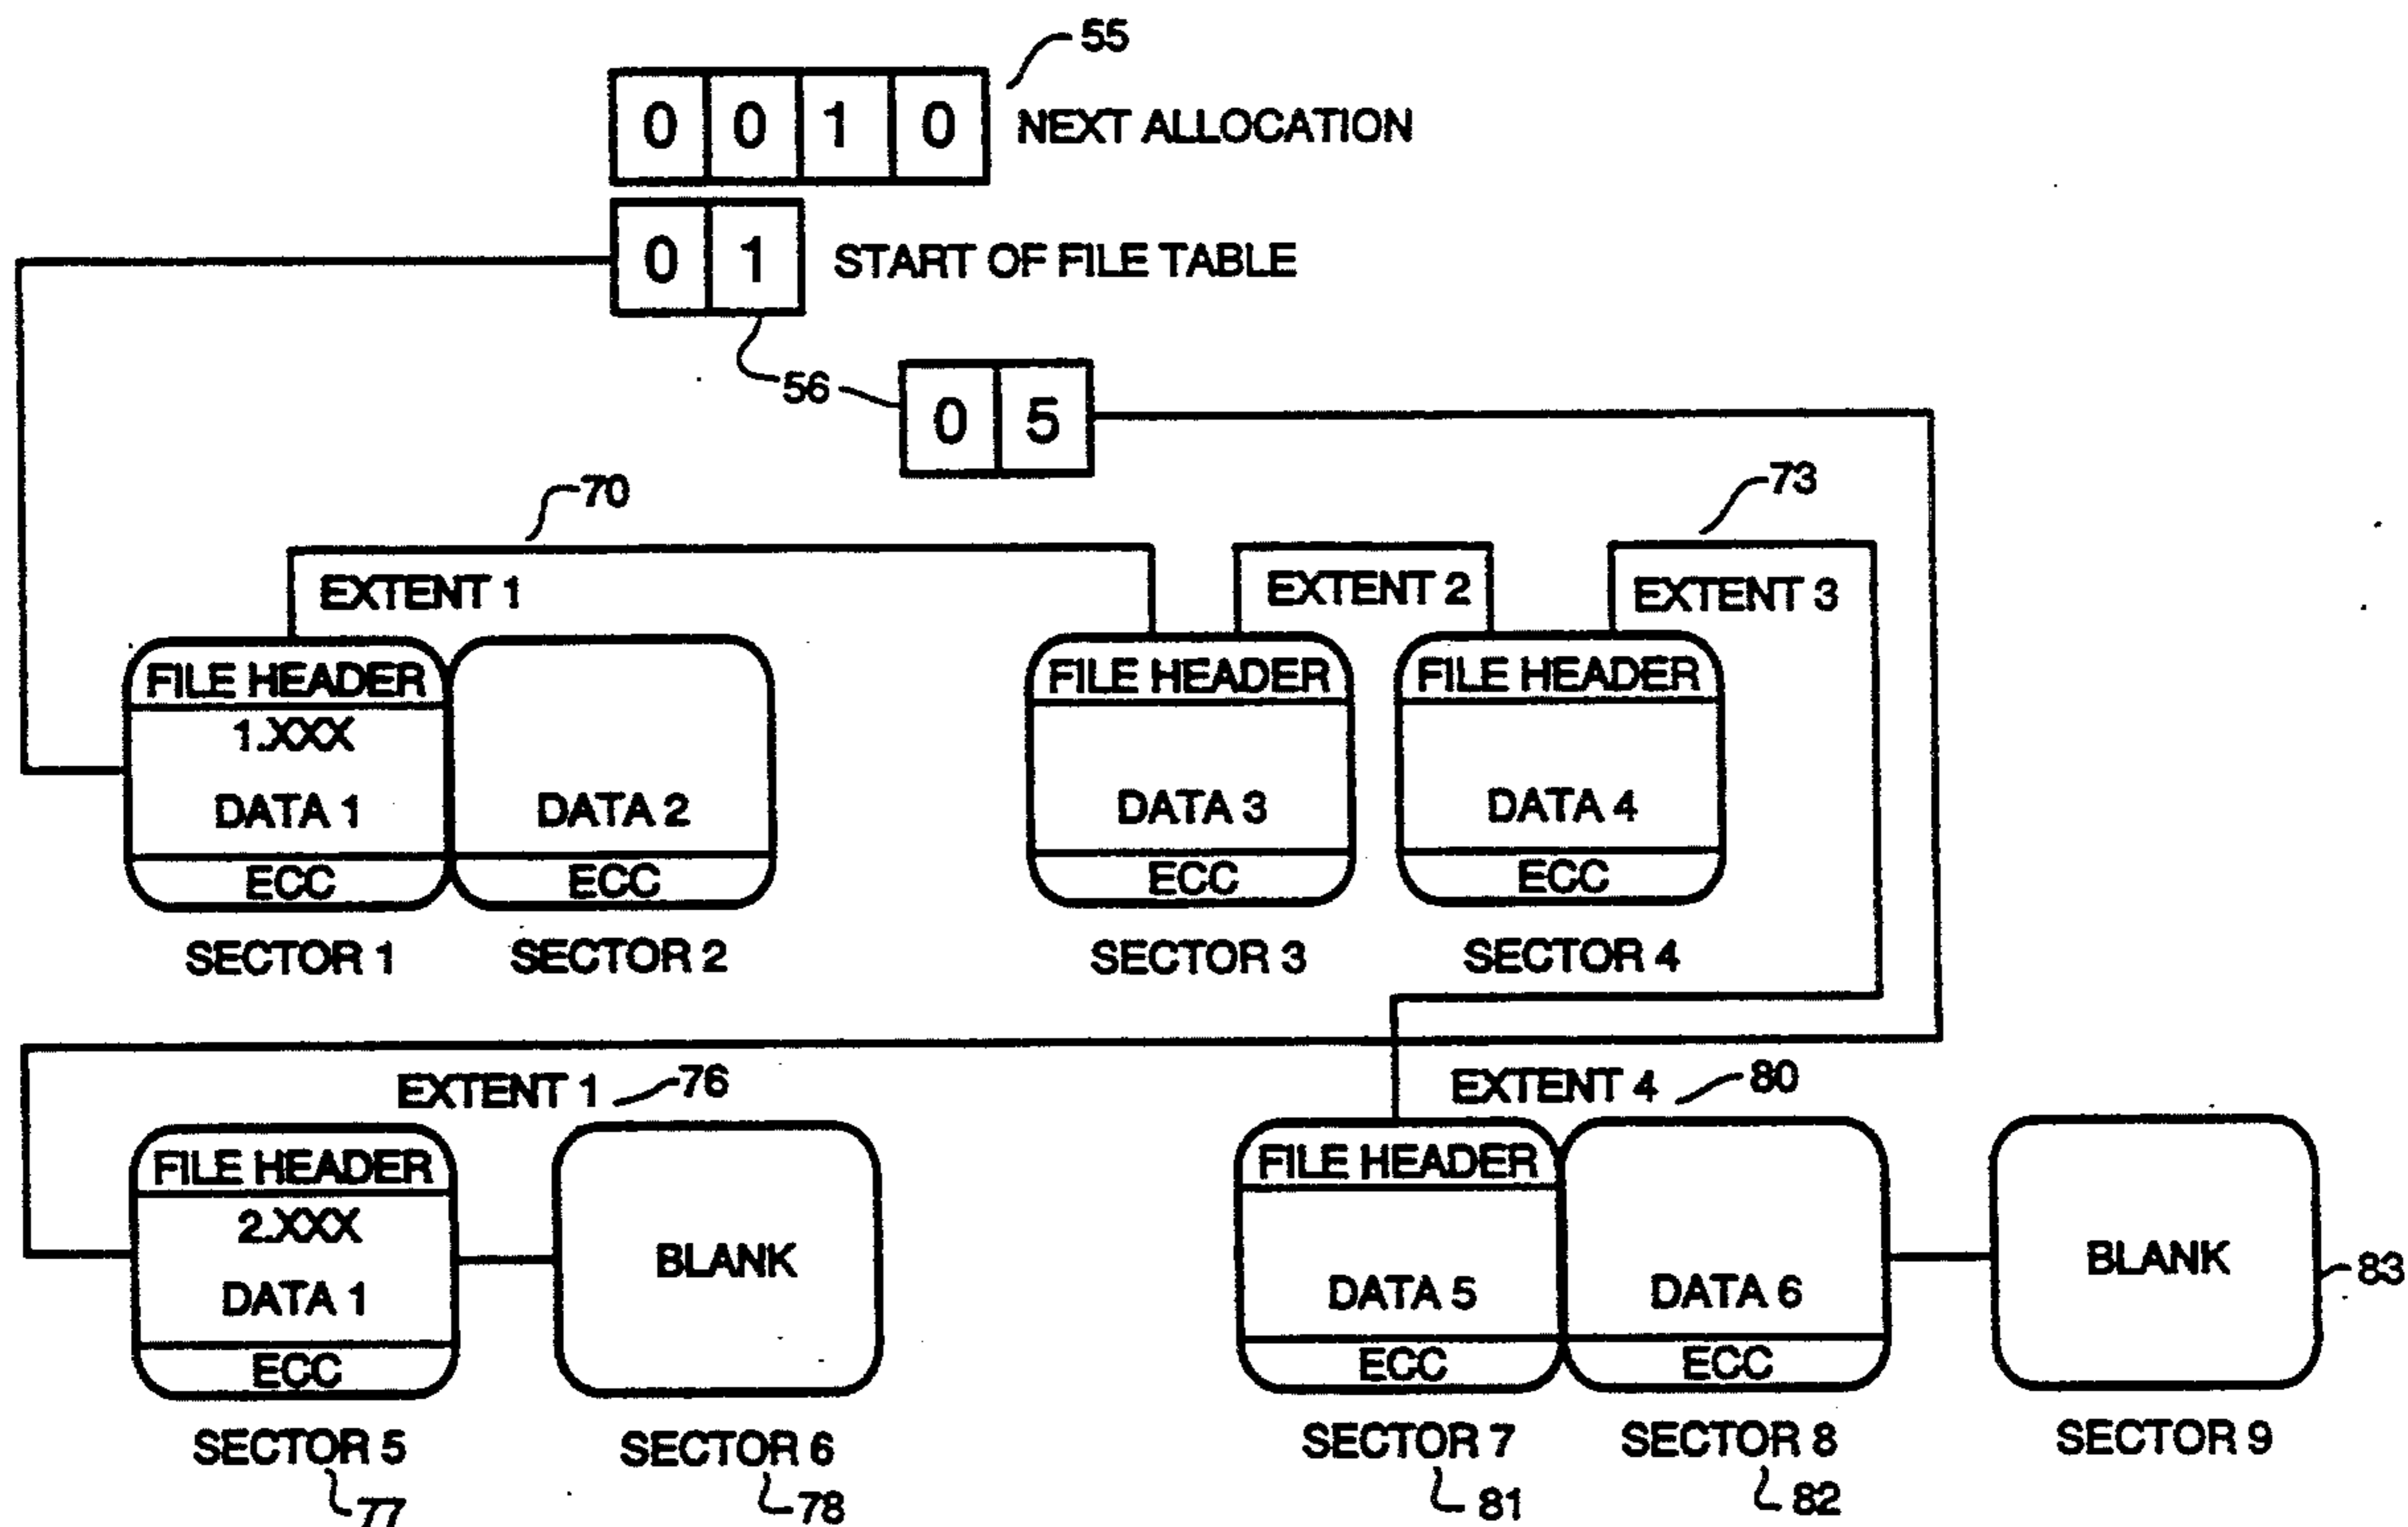 55
0 0 1 0 NEXT ALLOCATION
0 1 START OF FILE TABLE
56
0 5
70
73
EXTENT 1
EXTENT 2
EXTENT 3
FILE HEADER
1.XXX
DATA 1
ECC
SECTOR 1
DATA 2
ECC
SECTOR 2
FILE HEADER
DATA 3
ECC
SECTOR 3
FILE HEADER
DATA 4
ECC
SECTOR 4
EXTENT 1 76
FILE HEADER
2.XXX
DATA 1
ECC
SECTOR 5
77
BLANK
SECTOR 6
78
EXTENT 4 80
FILE HEADER
DATA 5
ECC
SECTOR 7
81
DATA 6
ECC
SECTOR 8
82
BLANK
83
SECTOR 9